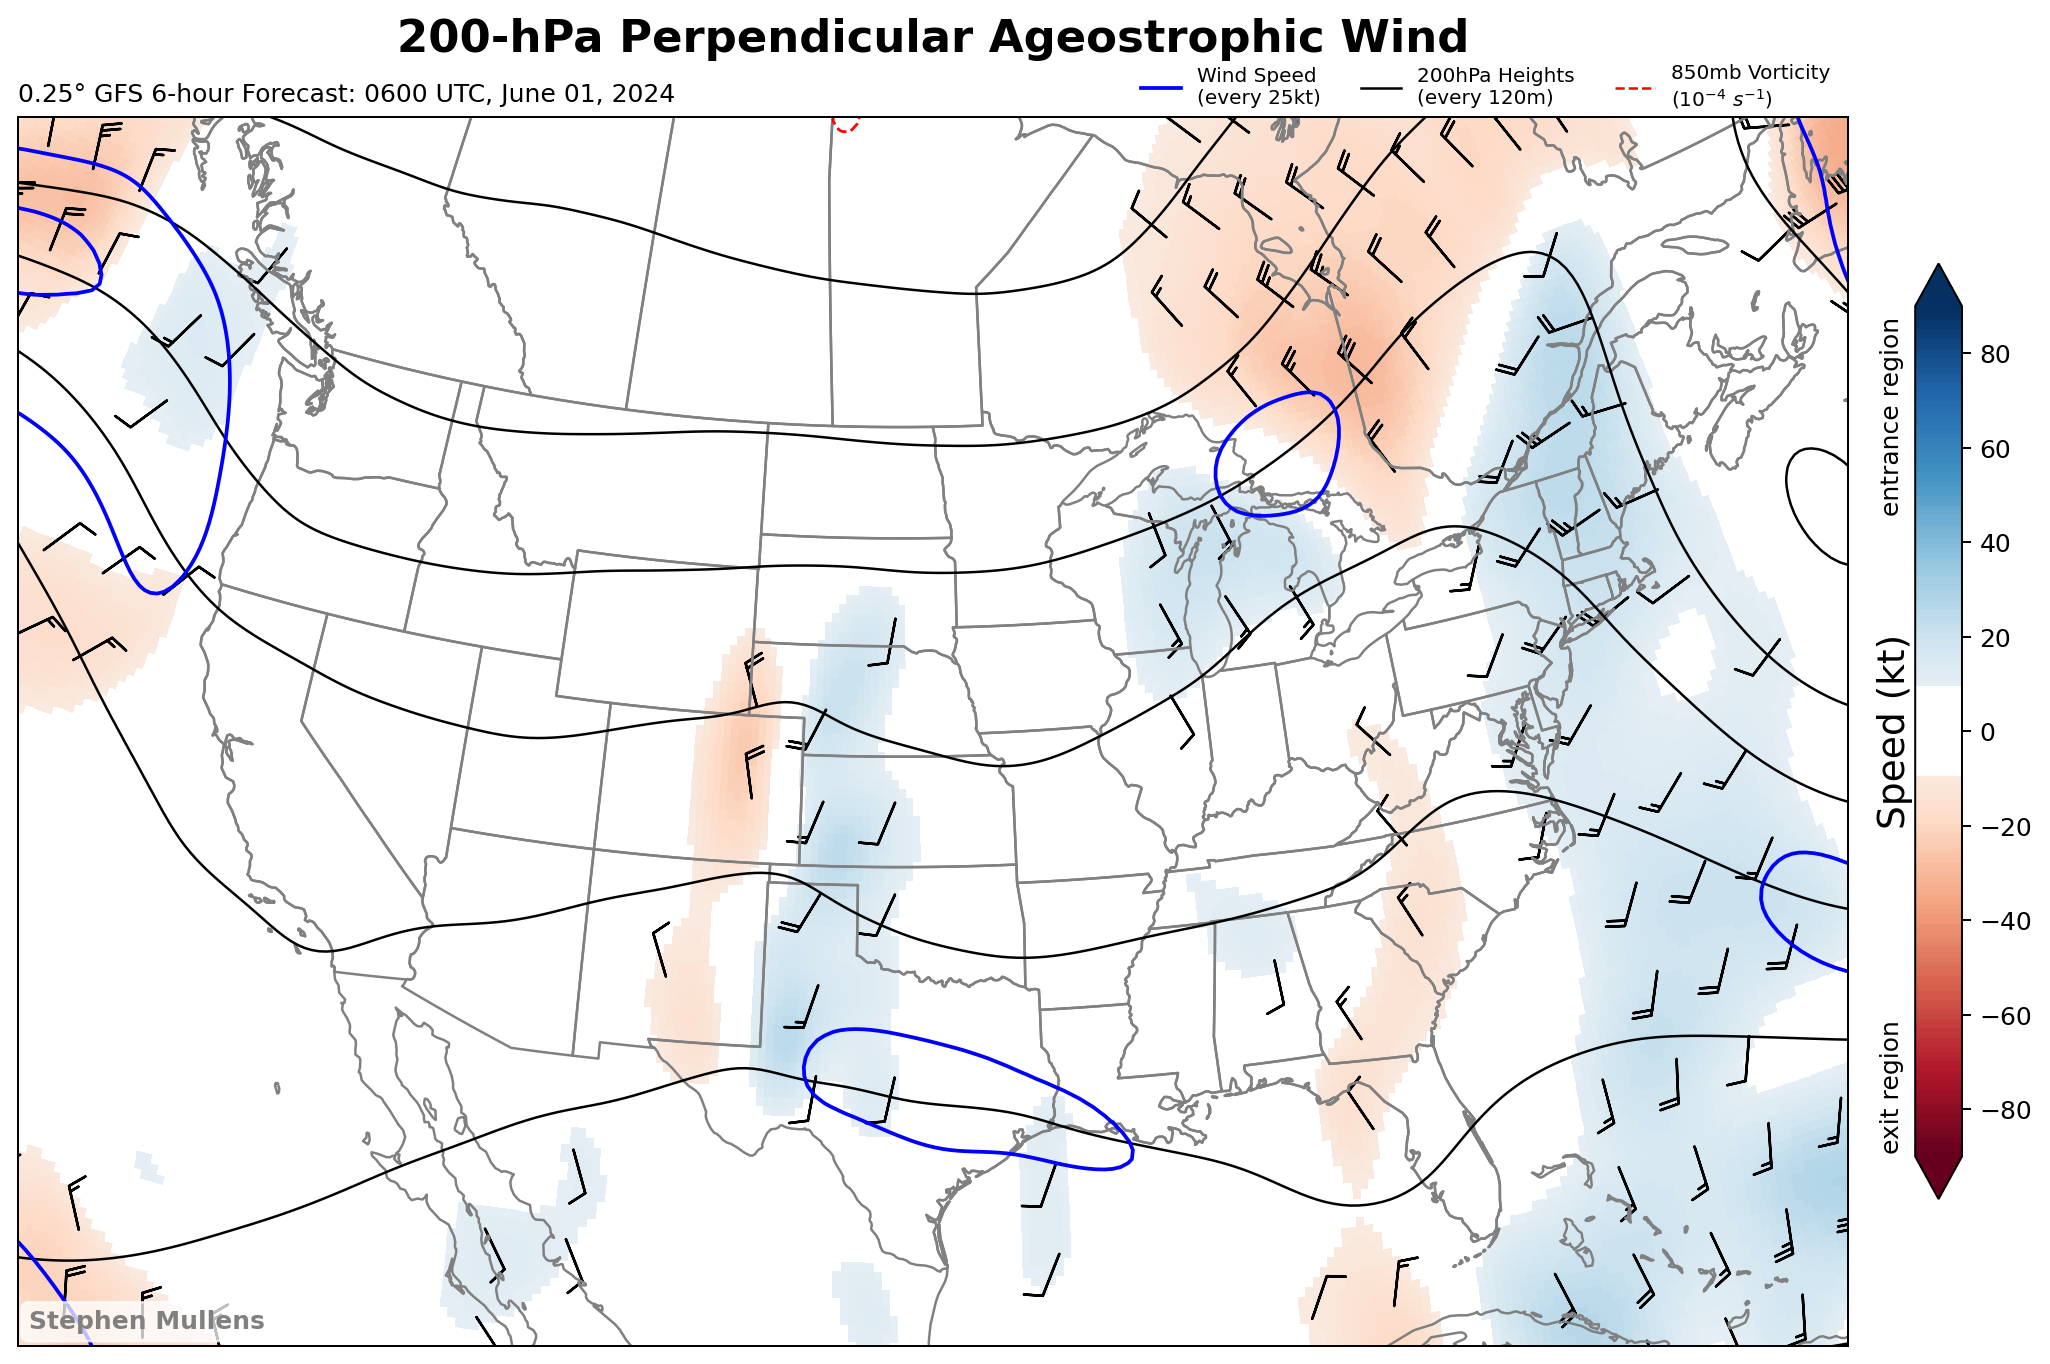 200-hPa Perpendicular Ageostrophic Wind
0.25° GFS 6-hour Forecast: 0600 UTC, June 01, 2024
Wind Speed
(every 25kt)
200hPa Heights
(every 120m)
850mb Vorticity
(10⁻⁴ s⁻¹)
entrance region
Speed (kt)
exit region
80
60
40
20
0
−20
−40
−60
−80
Stephen Mullens